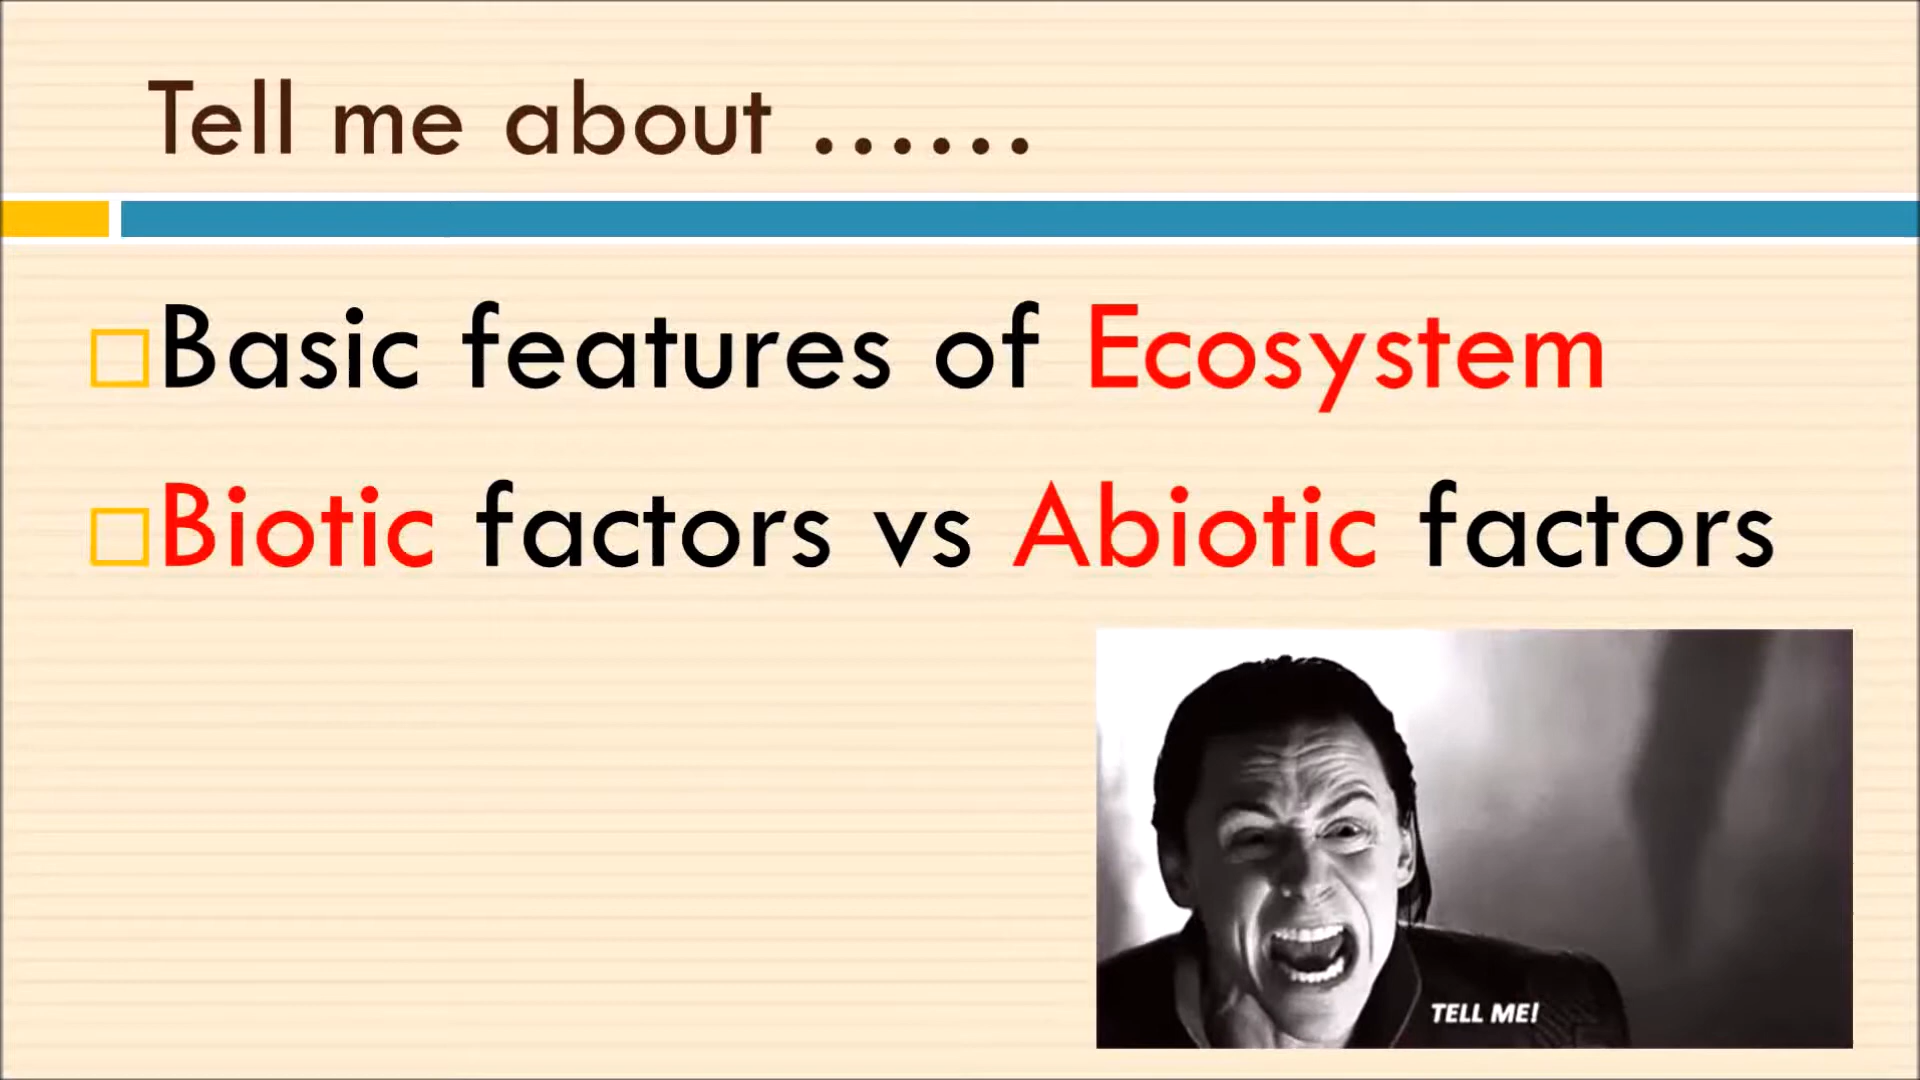 Tell me about ......
Basic features of Ecosystem
Biotic factors vs Abiotic factors
TELL ME!